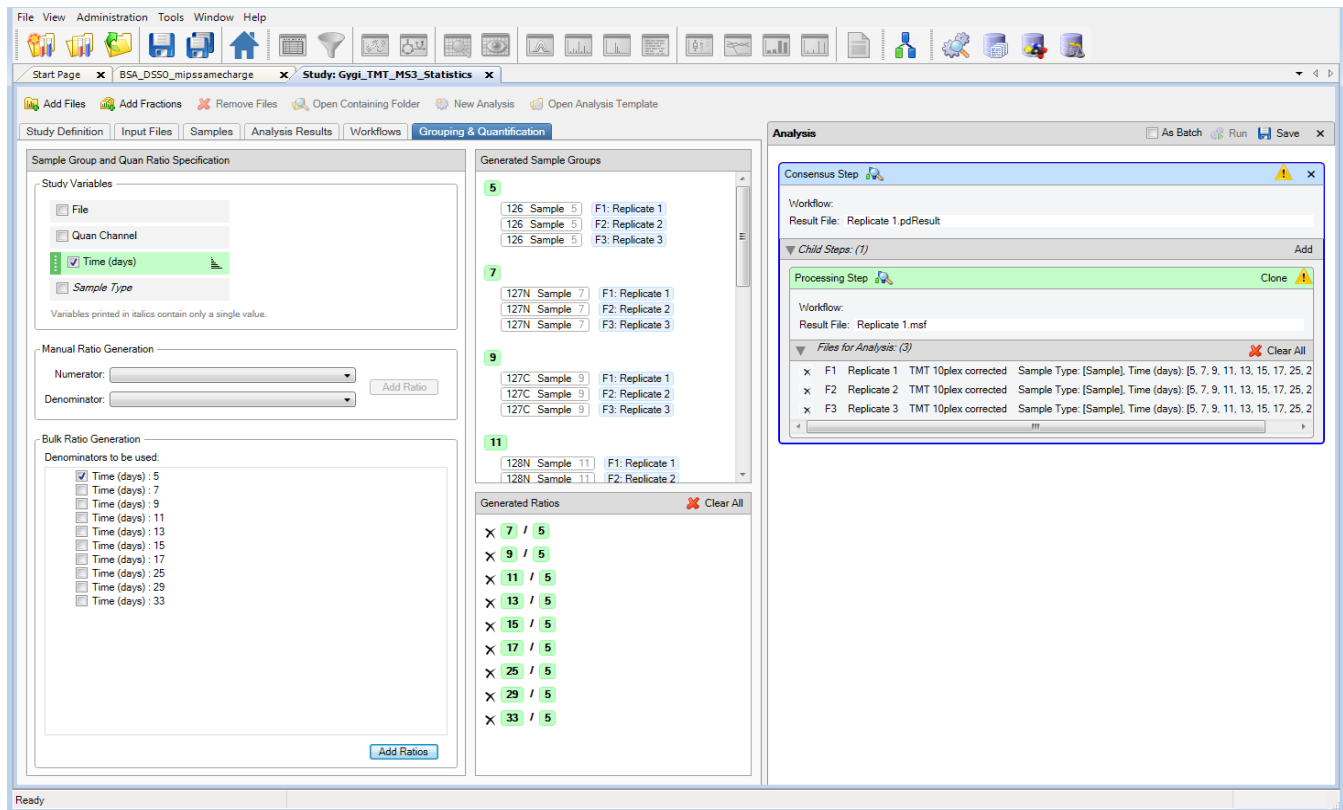 File View Administration Tools Window Help
Start Page x BSA_DSSO_mipssamecharge x Study: Gygi_TMT_MS3_Statistics x
Add Files Add Fractions Remove Files Open Containing Folder New Analysis Open Analysis Template
Study Definition Input Files Samples Analysis Results Workflows Grouping & Quantification
Sample Group and Quan Ratio Specification
Study Variables
File
Quan Channel
Time (days)
Sample Type
Variables printed in italics contain only a single value.
Manual Ratio Generation
Numerator:
Denominator:
Add Ratio
Bulk Ratio Generation
Denominators to be used:
Time (days) : 5
Time (days) : 7
Time (days) : 9
Time (days) : 11
Time (days) : 13
Time (days) : 15
Time (days) : 17
Time (days) : 25
Time (days) : 29
Time (days) : 33
Add Ratios
Generated Sample Groups
5
126 Sample 5 F1: Replicate 1
126 Sample 5 F2: Replicate 2
126 Sample 5 F3: Replicate 3
7
127N Sample 7 F1: Replicate 1
127N Sample 7 F2: Replicate 2
127N Sample 7 F3: Replicate 3
9
127C Sample 9 F1: Replicate 1
127C Sample 9 F2: Replicate 2
127C Sample 9 F3: Replicate 3
11
128N Sample 11 F1: Replicate 1
128N Sample 11 F2: Replicate 2
Generated Ratios Clear All
7 / 5
9 / 5
11 / 5
13 / 5
15 / 5
17 / 5
25 / 5
29 / 5
33 / 5
Analysis As Batch Run Save x
Consensus Step
Workflow:
Result File: Replicate 1.pdResult
Child Steps: (1) Add
Processing Step Clone
Workflow:
Result File: Replicate 1.msf
Files for Analysis: (3) Clear All
F1 Replicate 1 TMT 10plex corrected Sample Type: [Sample], Time (days): [5, 7, 9, 11, 13, 15, 17, 25, 2
F2 Replicate 2 TMT 10plex corrected Sample Type: [Sample], Time (days): [5, 7, 9, 11, 13, 15, 17, 25, 2
F3 Replicate 3 TMT 10plex corrected Sample Type: [Sample], Time (days): [5, 7, 9, 11, 13, 15, 17, 25, 2
Ready